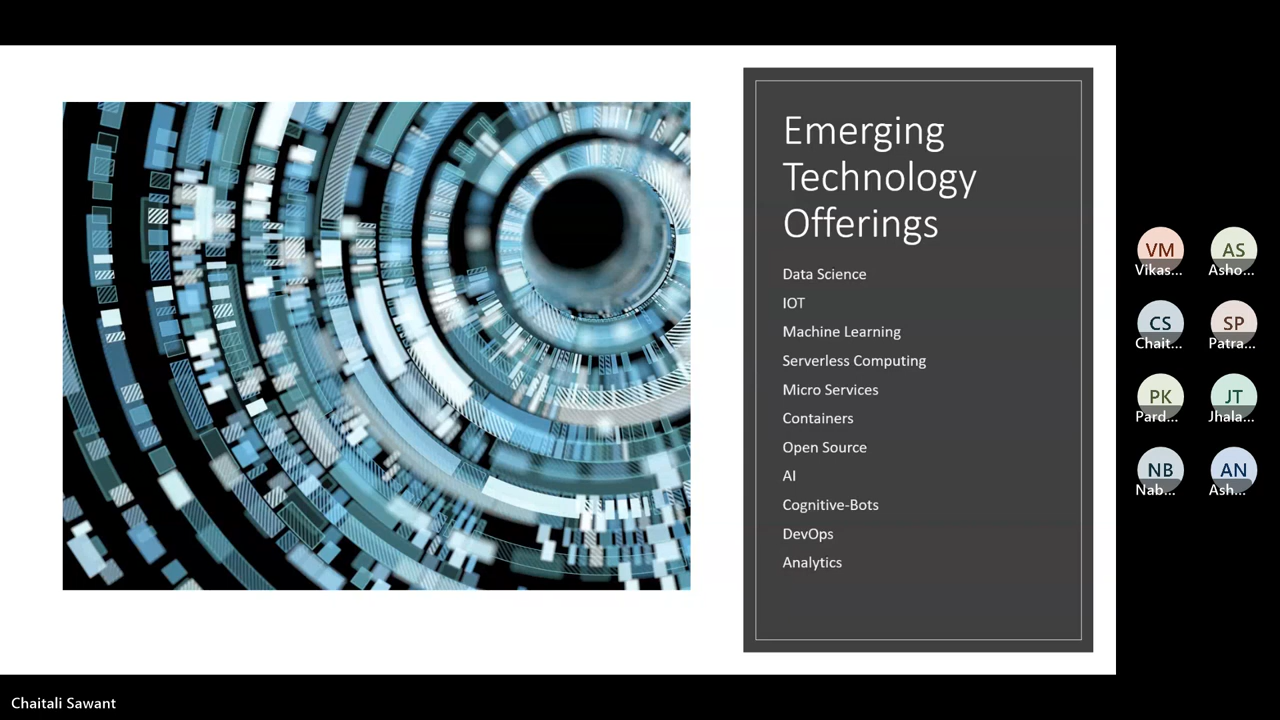 Emerging
Technology
Offerings
Data Science
IOT
Machine Learning
Serverless Computing
Micro Services
Containers
Open Source
AI
Cognitive-Bots
DevOps
Analytics
VM AS
Vikas... Asho...
CS SP
Chait... Patra...
PK JT
Pard... Jhala...
NB AN
Nab... Ash...
Chaitali Sawant